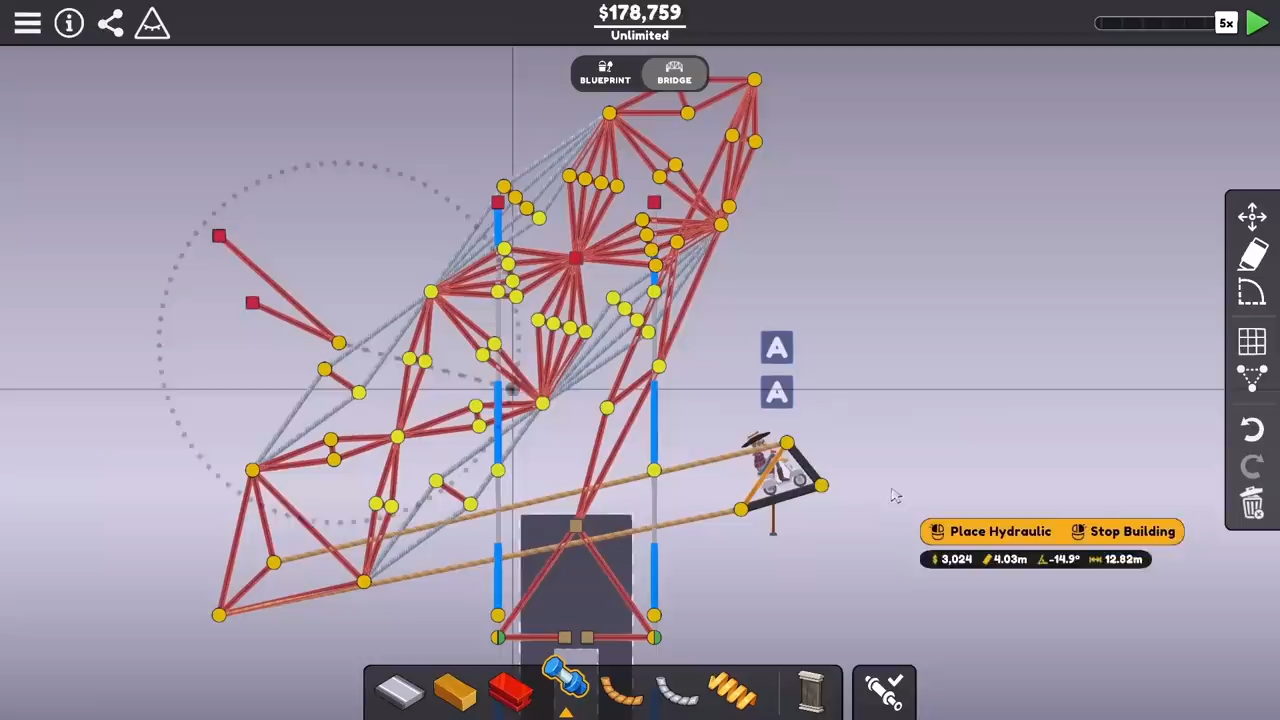 $178,759
Unlimited
5x
BLUEPRINT
BRIDGE
A
A
Place Hydraulic
Stop Building
$ 3,024 4.03m -14.9° 12.82m